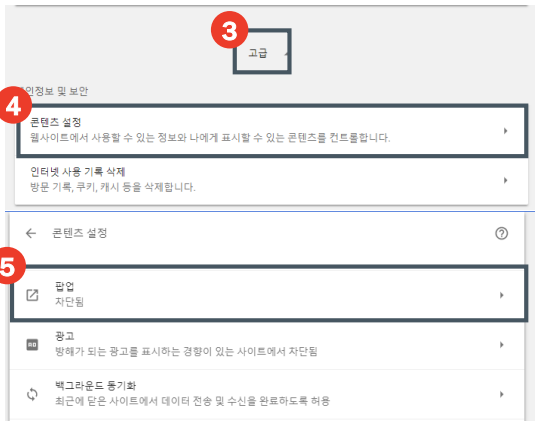 3
고급
인정보 및 보안
4
콘텐츠 설정
웹사이트에서 사용할 수 있는 정보와 나에게 표시할 수 있는 콘텐츠를 컨트롤합니다.
인터넷 사용 기록 삭제
방문 기록, 쿠키, 캐시 등을 삭제합니다.
콘텐츠 설정
5
팝업
차단됨
AD
광고
방해가 되는 광고를 표시하는 경향이 있는 사이트에서 차단됨
백그라운드 동기화
최근에 닫은 사이트에서 데이터 전송 및 수신을 완료하도록 허용